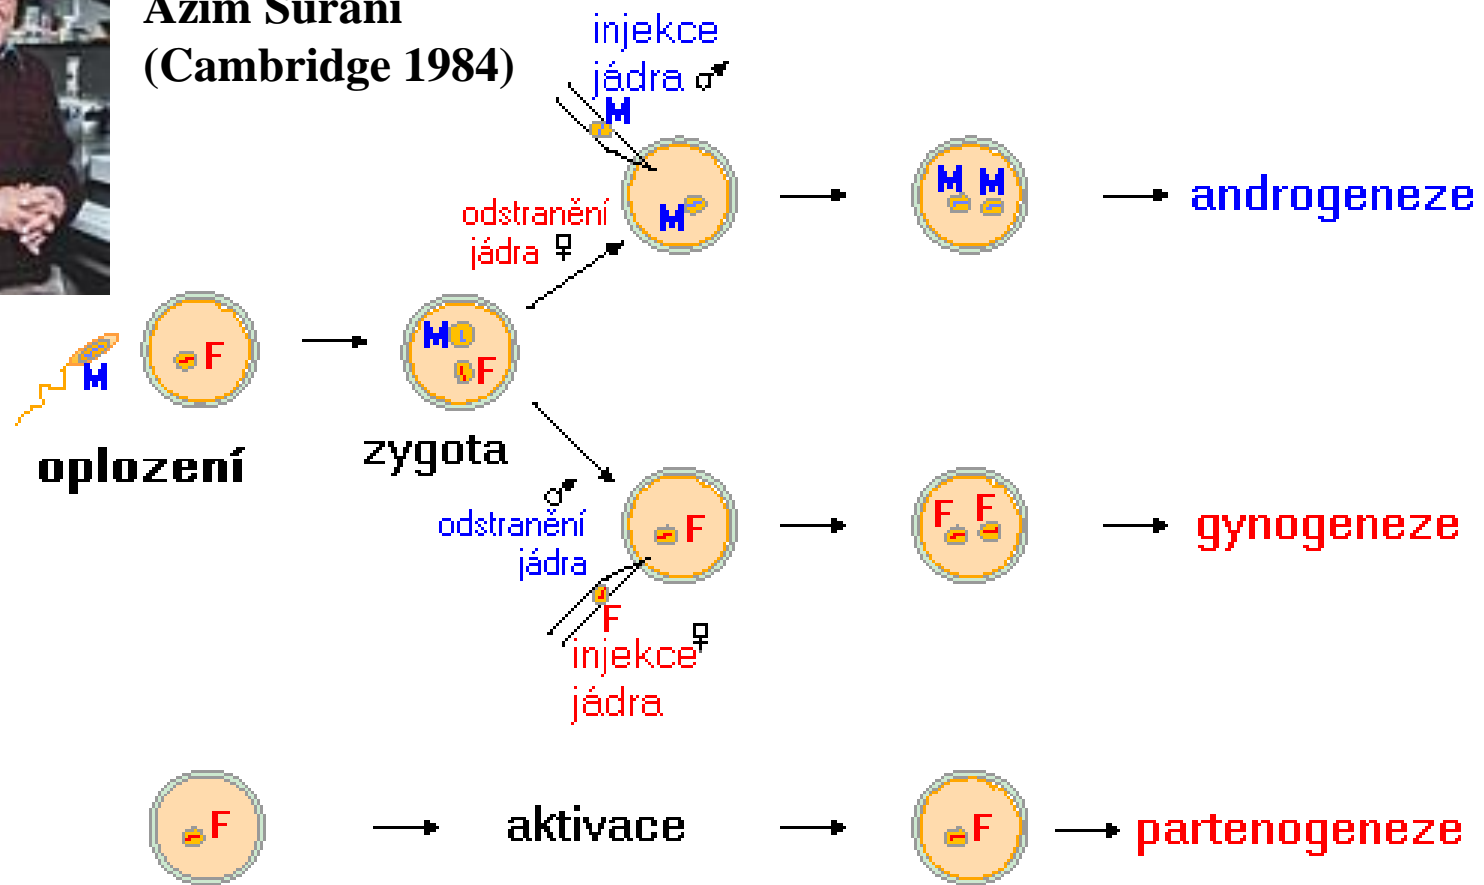 Azim Surani
(Cambridge 1984)
injekce
jádra ♂
M
M
M M
androgeneze
odstranění
jádra ♀
M
F
M
F
F
oplození
zygota
♂
odstranění
jádra
F
F F
gynogeneze
F
injekce ♀
jádra
F
aktivace
F
partenogeneze